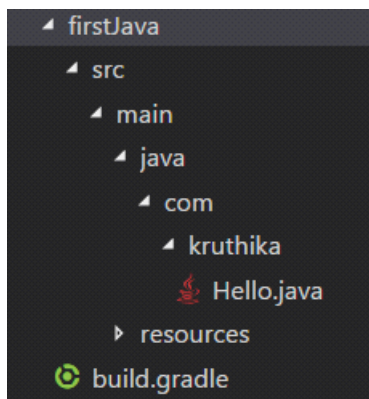 firstJava
src
main
java
com
kruthika
Hello.java
resources
build.gradle